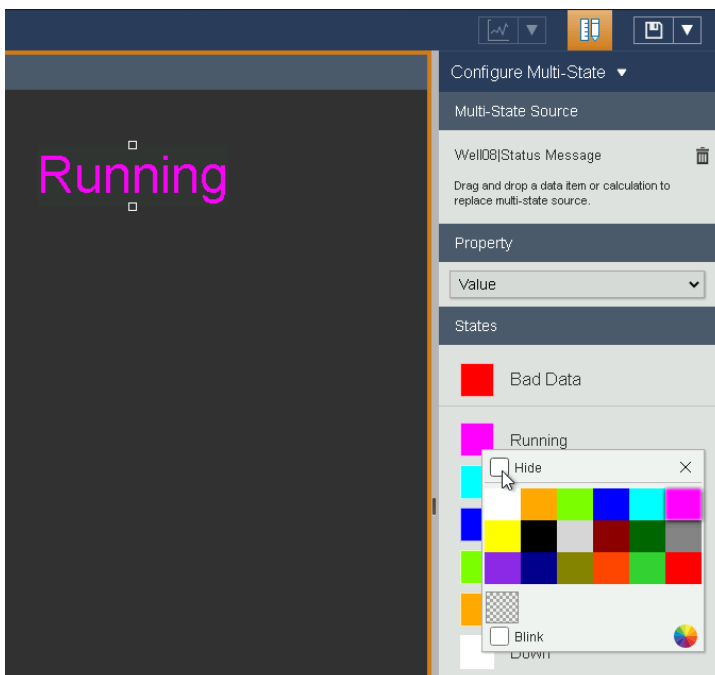 Configure Multi-State
Multi-State Source
Running
Well08|Status Message
Drag and drop a data item or calculation to
replace multi-state source.
Property
Value
States
Bad Data
Running
Hide
Blink
Down